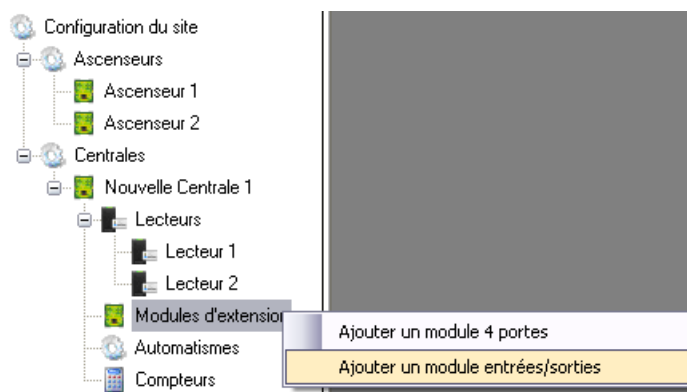 Configuration du site
Ascenseurs
Ascenseur 1
Ascenseur 2
Centrales
Nouvelle Centrale 1
Lecteurs
Lecteur 1
Lecteur 2
Modules d'extension
Ajouter un module 4 portes
Automatismes
Ajouter un module entrées/sorties
Compteurs